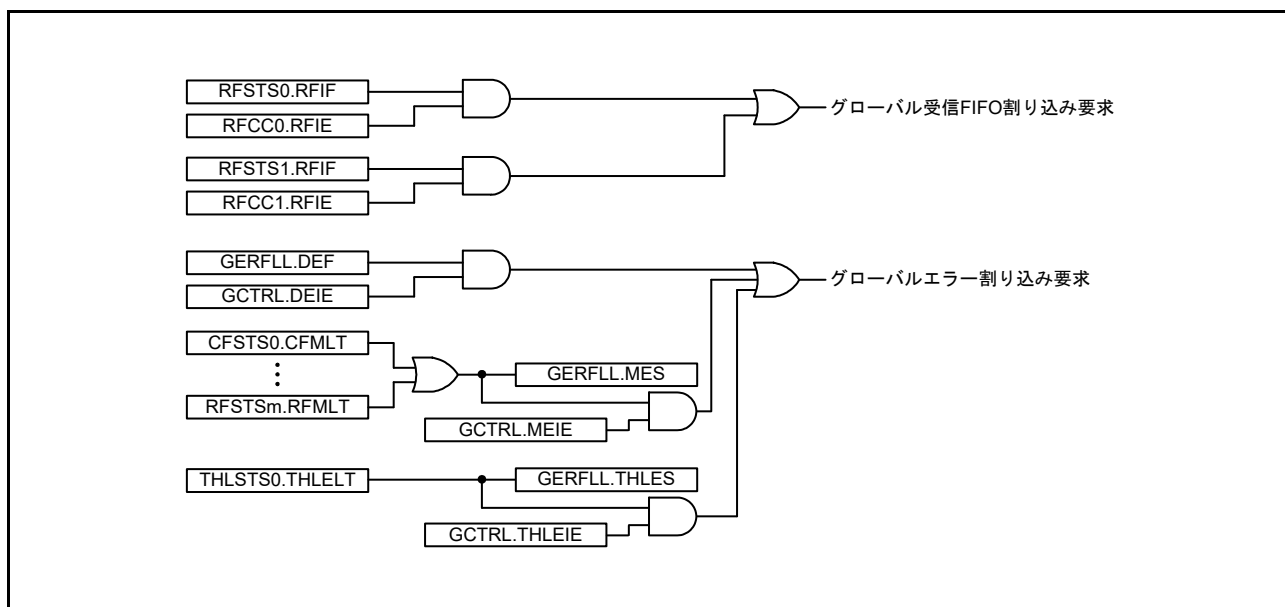 RFSTS0.RFIF
RFCC0.RFIE
グローバル受信FIFO割り込み要求
RFSTS1.RFIF
RFCC1.RFIE
GERFLL.DEF
GCTRL.DEIE
グローバルエラー割り込み要求
CFSTS0.CFMLT
RFSTSm.RFMLT
GERFLL.MES
GCTRL.MEIE
THLSTS0.THLELT
GERFLL.THLES
GCTRL.THLEIE